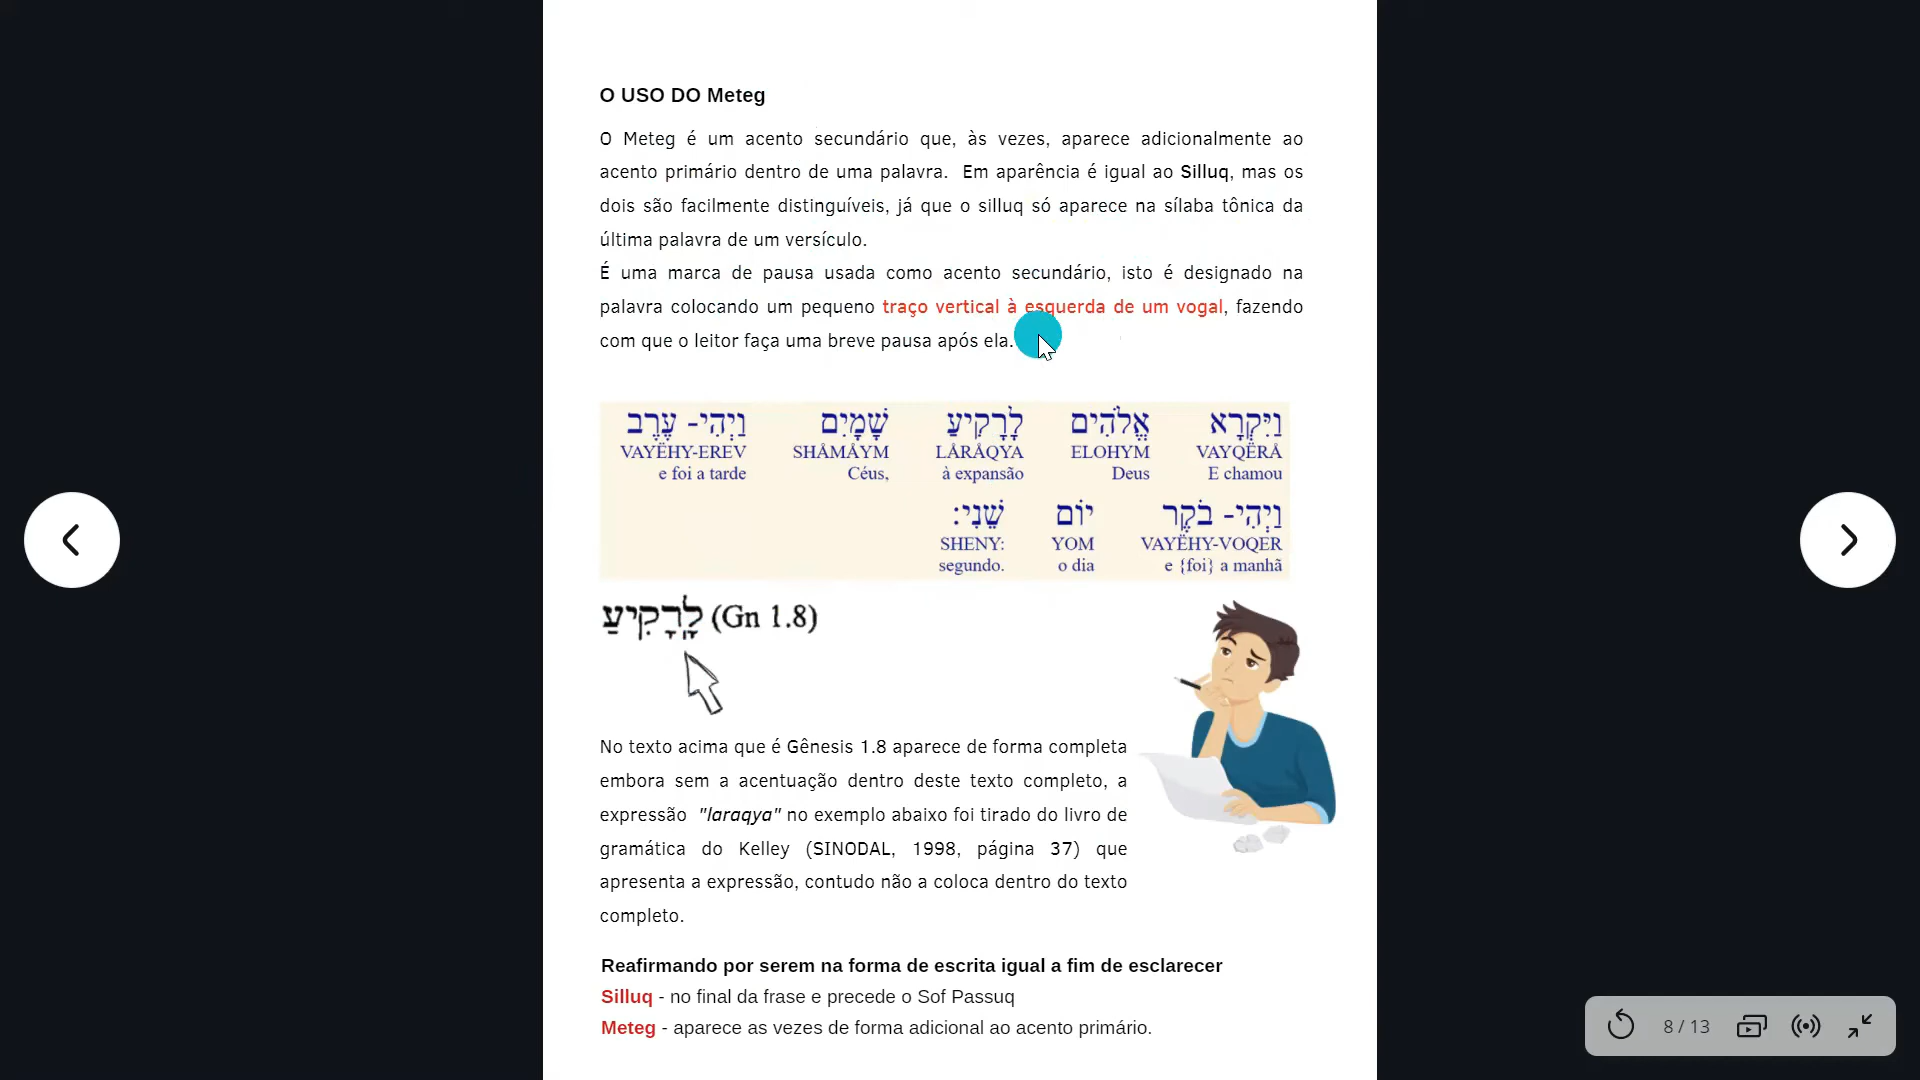 O USO DO Meteg
O Meteg é um acento secundário que, às vezes, aparece adicionalmente ao
acento primário dentro de uma palavra. Em aparência é igual ao Silluq, mas os
dois são facilmente distinguíveis, já que o silluq só aparece na sílaba tônica da
última palavra de um versículo.
É uma marca de pausa usada como acento secundário, isto é designado na
palavra colocando um pequeno traço vertical à esquerda de um vogal, fazendo
com que o leitor faça uma breve pausa após ela.
וַיִּקְרָא אֱלֹהִים לָרָקִיעַ שָׁמָיִם וַיְהִי- עֶרֶב
VAYËHY-EREV SHÅMÅYM LÅRÅQYA ELOHYM VAYQËRÅ
e foi a tarde Céus, à expansão Deus E chamou
וַיְהִי- בֹקֶר יוֹם שֵׁנִי׃
SHENY: YOM VAYËHY-VOQER
segundo. o dia e {foi} a manhã
לָֽרָקִיעַ (Gn 1.8)
No texto acima que é Gênesis 1.8 aparece de forma completa
embora sem a acentuação dentro deste texto completo, a
expressão "laraqya" no exemplo abaixo foi tirado do livro de
gramática do Kelley (SINODAL, 1998, página 37) que
apresenta a expressão, contudo não a coloca dentro do texto
completo.
Reafirmando por serem na forma de escrita igual a fim de esclarecer
Silluq - no final da frase e precede o Sof Passuq
Meteg - aparece as vezes de forma adicional ao acento primário.
8 / 13